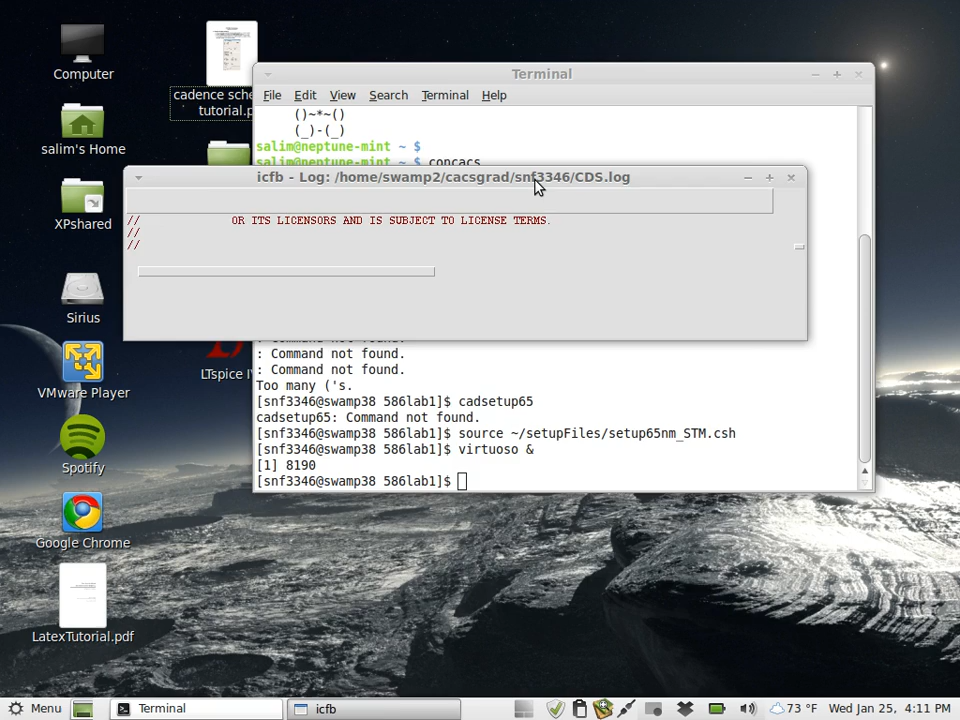 Computer
cadence sche
tutorial.p
salim's Home
XPshared
Sirius
VMware Player
LTspice I
Spotify
Google Chrome
LatexTutorial.pdf
Terminal
File Edit View Search Terminal Help
()~*~()
(_)-(_)
salim@neptune-mint ~ $
salim@neptune-mint ~ $ concacs
icfb - Log: /home/swamp2/cacsgrad/snf3346/CDS.log
// OR ITS LICENSORS AND IS SUBJECT TO LICENSE TERMS.
//
//
: Command not found.
: Command not found.
: Command not found.
Too many ('s.
[snf3346@swamp38 586lab1]$ cadsetup65
cadsetup65: Command not found.
[snf3346@swamp38 586lab1]$ source ~/setupFiles/setup65nm_STM.csh
[snf3346@swamp38 586lab1]$ virtuoso &
[1] 8190
[snf3346@swamp38 586lab1]$
Menu Terminal icfb 73 °F Wed Jan 25, 4:11 PM